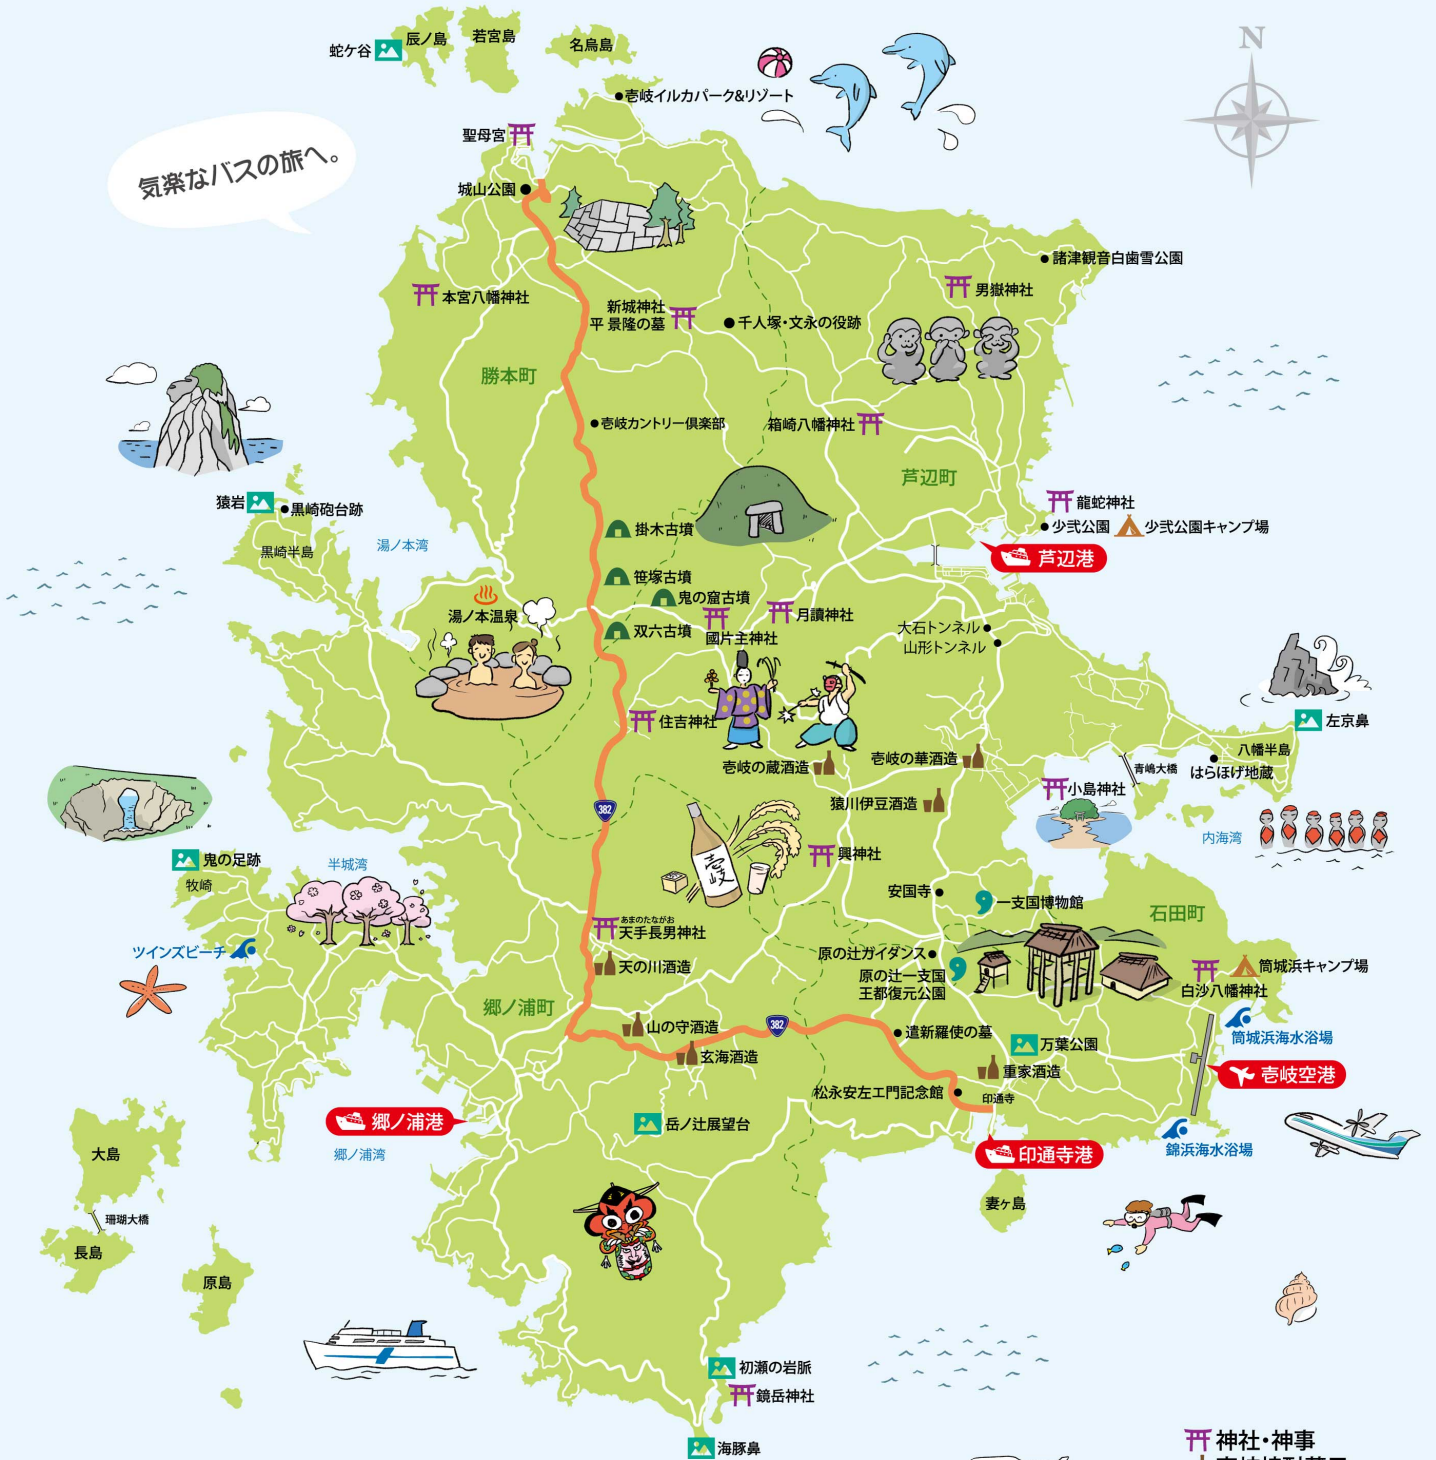 蛇ケ谷
辰ノ島
若宮島
名烏島
N
壱岐イルカパーク&リゾート
聖母宮
気楽なバスの旅へ。
城山公園
諸津観音白歯雪公園
本宮八幡神社
男嶽神社
新城神社
平 景隆の墓
千人塚・文永の役跡
勝本町
壱岐カントリー倶楽部
箱崎八幡神社
芦辺町
猿岩
黒崎砲台跡
龍蛇神社
掛木古墳
少弐公園
少弐公園キャンプ場
湯ノ本湾
黒崎半島
芦辺港
笹塚古墳
鬼の窟古墳
湯ノ本温泉
双六古墳
國片主神社
月讀神社
大石トンネル
山形トンネル
住吉神社
左京鼻
八幡半島
壱岐の蔵酒造
壱岐の華酒造
青嶋大橋
はらほげ地蔵
小島神社
382
猿川伊豆酒造
内海湾
壱岐
鬼の足跡
半城湾
興神社
牧崎
安国寺
一支国博物館
石田町
あまのたながお
天手長男神社
ツインズビーチ
原の辻ガイダンス
天の川酒造
原の辻一支国
王都復元公園
筒城浜キャンプ場
白沙八幡神社
郷ノ浦町
山の守酒造
382
遣新羅使の墓
筒城浜海水浴場
万葉公園
玄海酒造
重家酒造
壱岐空港
松永安左エ門記念館
印通寺
郷ノ浦港
岳ノ辻展望台
錦浜海水浴場
大島
郷ノ浦湾
印通寺港
妻ヶ島
珊瑚大橋
長島
原島
初瀬の岩脈
鏡岳神社
海豚鼻
神社・神事